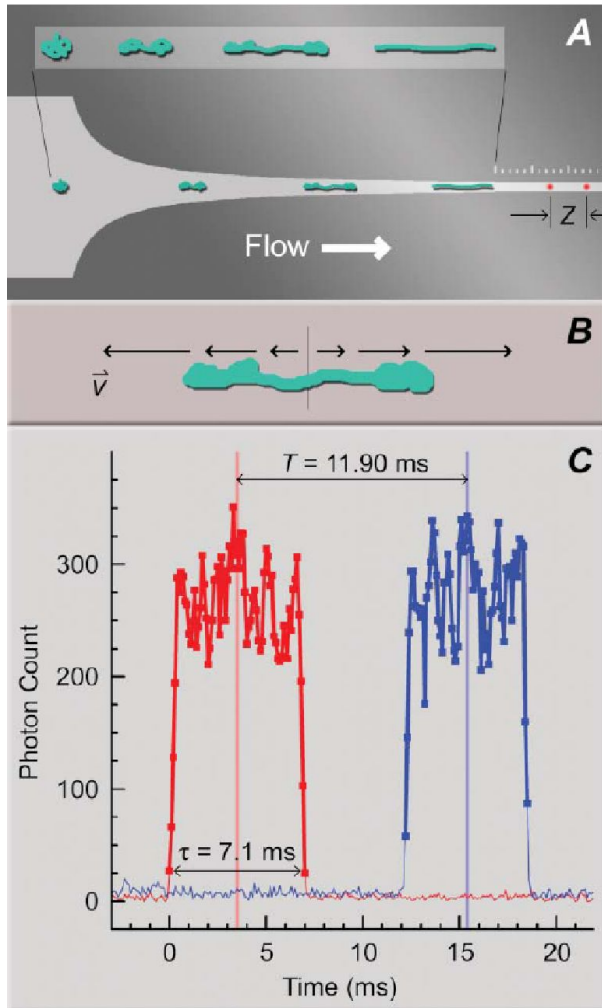 A
Z
Flow
B
v
C
T = 11.90 ms
300
200
100
0
Photon Count
τ = 7.1 ms
0 5 10 15 20
Time (ms)